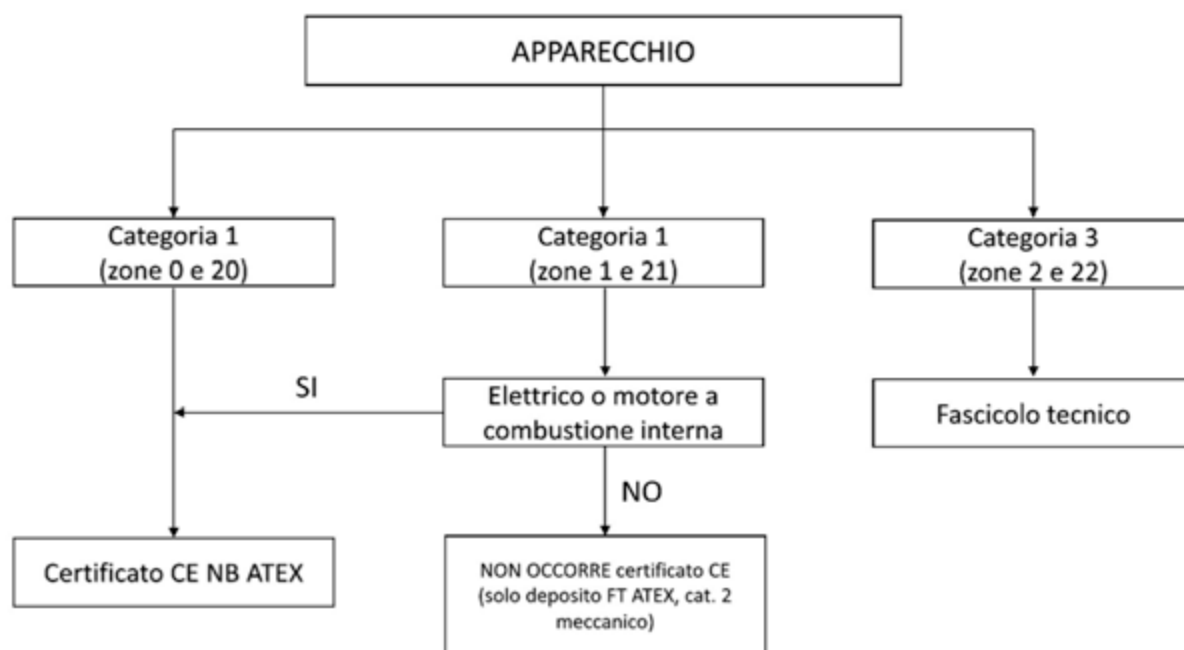 APPARECCHIO
Categoria 1
(zone 0 e 20)
Categoria 1
(zone 1 e 21)
Categoria 3
(zone 2 e 22)
SI
Elettrico o motore a
combustione interna
Fascicolo tecnico
NO
Certificato CE NB ATEX
NON OCCORRE certificato CE
(solo deposito FT ATEX, cat. 2
meccanico)